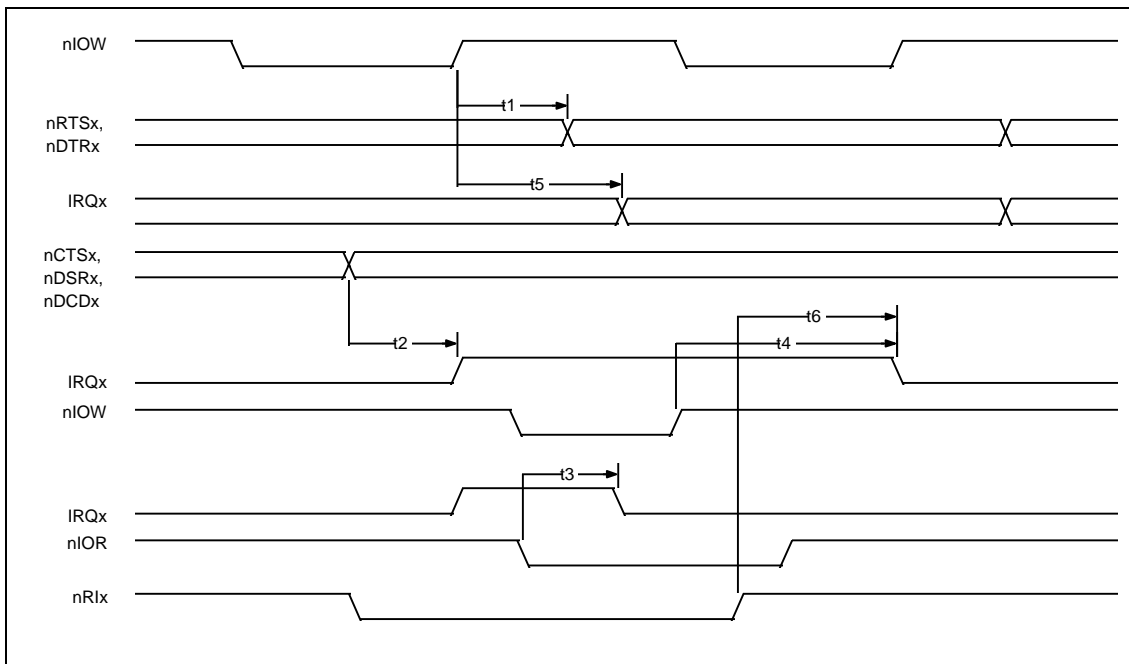 nIOW
t1
nRTSx,
nDTRx
t5
IRQx
nCTSx,
nDSRx,
nDCDx
t6
t2
t4
IRQx
nIOW
t3
IRQx
nIOR
nRIx